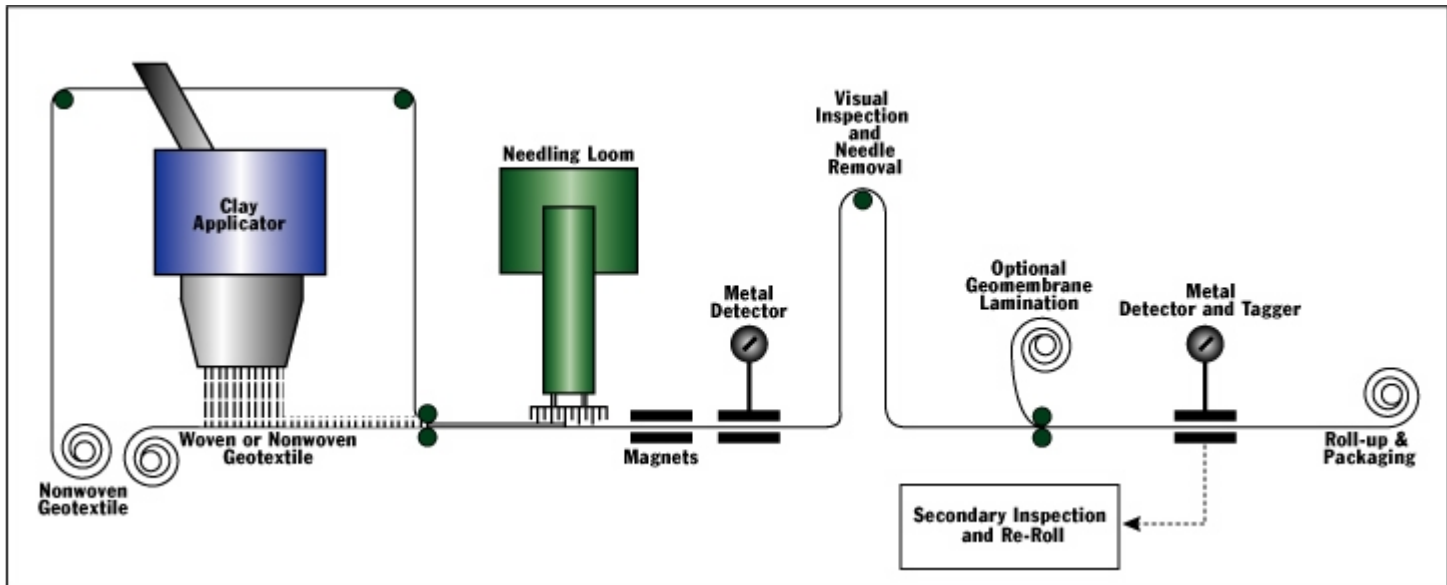 Clay
Applicator
Needling Loom
Visual
Inspection
and
Needle
Removal
Metal
Detector
Optional
Geomembrane
Lamination
Metal
Detector and Tagger
Woven or Nonwoven
Geotextile
Nonwoven
Geotextile
Magnets
Roll-up &
Packaging
Secondary Inspection
and Re-Roll